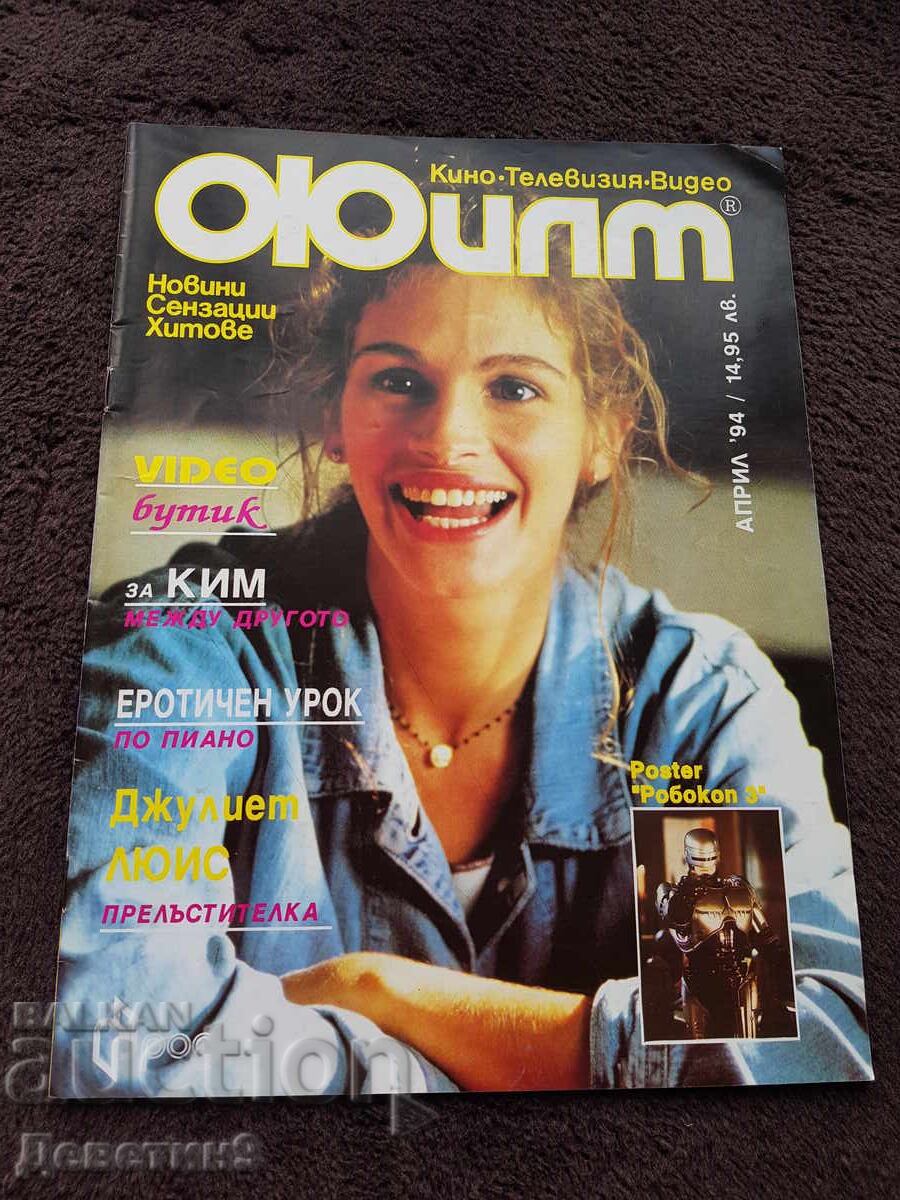 Кино·Телевизия·Видео
Филм®
Новини
Сензации
Хитове
АПРИЛ '94 / 14,95 лв.
VIDEO
бутик
ЗА КИМ
МЕЖДУ ДРУГОТО
ЕРОТИЧЕН УРОК
ПО ПИАНО
Джулиет
ЛЮИС
ПРЕЛЪСТИТЕЛКА
Poster
"Робокоп 3"
BALKAN
auction
Деветин9